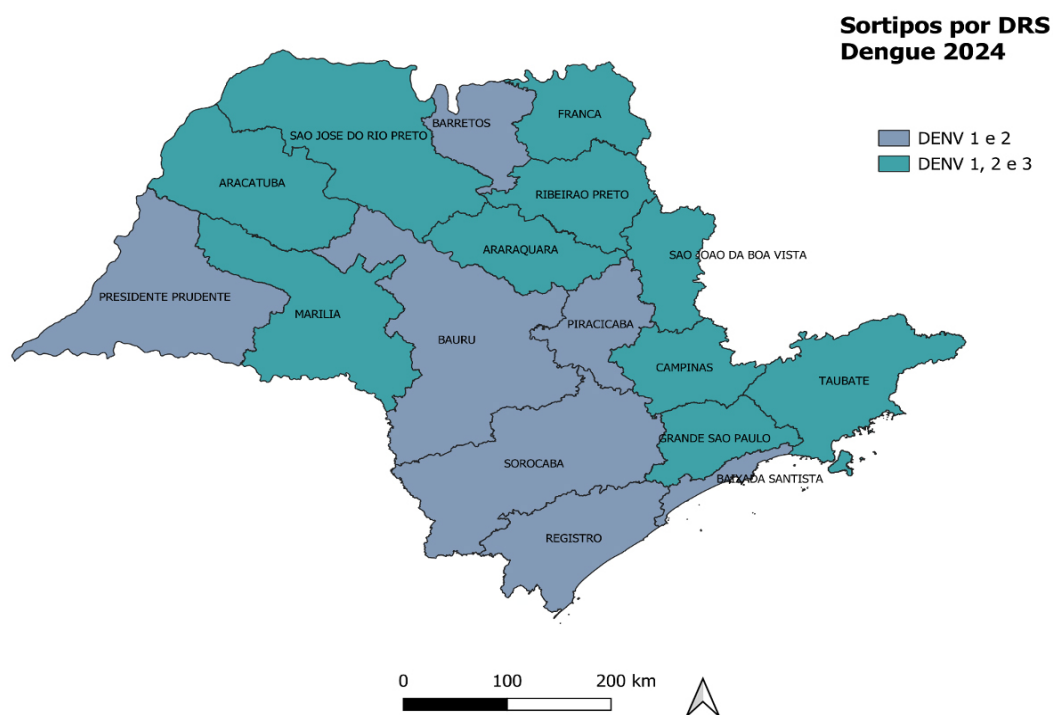 Sortipos por DRS
Dengue 2024
DENV 1 e 2
DENV 1, 2 e 3
BARRETOS
FRANCA
SAO JOSE DO RIO PRETO
ARACATUBA
RIBEIRAO PRETO
ARARAQUARA
SAO JOAO DA BOA VISTA
PRESIDENTE PRUDENTE
MARILIA
PIRACICABA
BAURU
CAMPINAS
TAUBATE
GRANDE SAO PAULO
SOROCABA
BAIXADA SANTISTA
REGISTRO
0 100 200 km